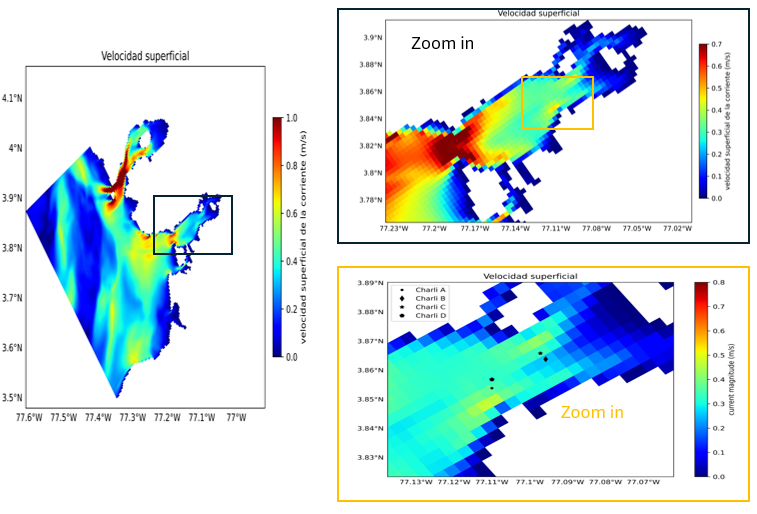 Velocidad superficial
4.1°N
4°N
3.9°N
3.8°N
3.7°N
3.6°N
3.5°N
77.6°W 77.5°W 77.4°W 77.3°W 77.2°W 77.1°W 77°W
1.0
0.8
0.6
0.4
0.2
0.0
velocidad superficial de la corriente (m/s)
Velocidad superficial
Zoom in
3.9°N
3.88°N
3.86°N
3.84°N
3.82°N
3.8°N
3.78°N
77.23°W 77.2°W 77.17°W 77.14°W 77.11°W 77.08°W 77.05°W 77.02°W
0.7
0.6
0.5
0.4
0.3
0.2
0.1
0.0
velocidad superficial de la corriente (m/s)
Velocidad superficial
Charli A
Charli B
Charli C
Charli D
Zoom in
3.89°N
3.88°N
3.87°N
3.86°N
3.85°N
3.84°N
3.83°N
77.13°W 77.12°W 77.11°W 77.1°W 77.09°W 77.08°W 77.07°W
0.8
0.7
0.6
0.5
0.4
0.3
0.2
0.1
0.0
current magnitude (m/s)